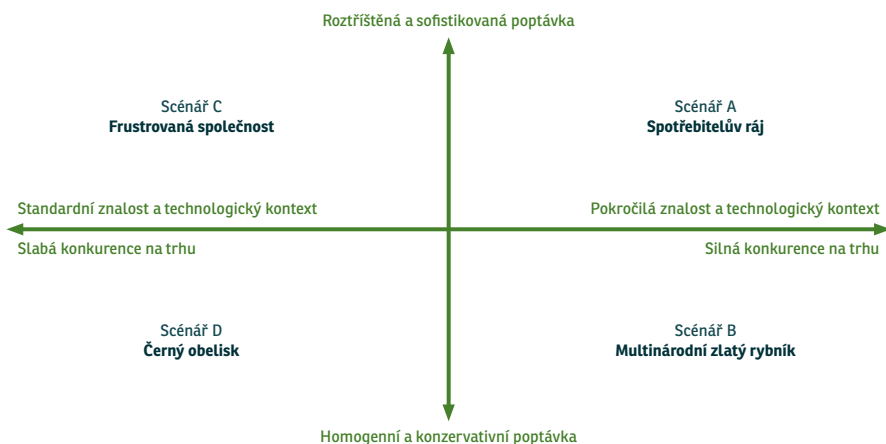 Roztříštěná a sofistikovaná poptávka
Scénář C
Frustrovaná společnost
Scénář A
Spotřebitelův ráj
Standardní znalost a technologický kontext
Pokročilá znalost a technologický kontext
Slabá konkurence na trhu
Silná konkurence na trhu
Scénář D
Černý obelisk
Scénář B
Multinárodní zlatý rybník
Homogenní a konzervativní poptávka